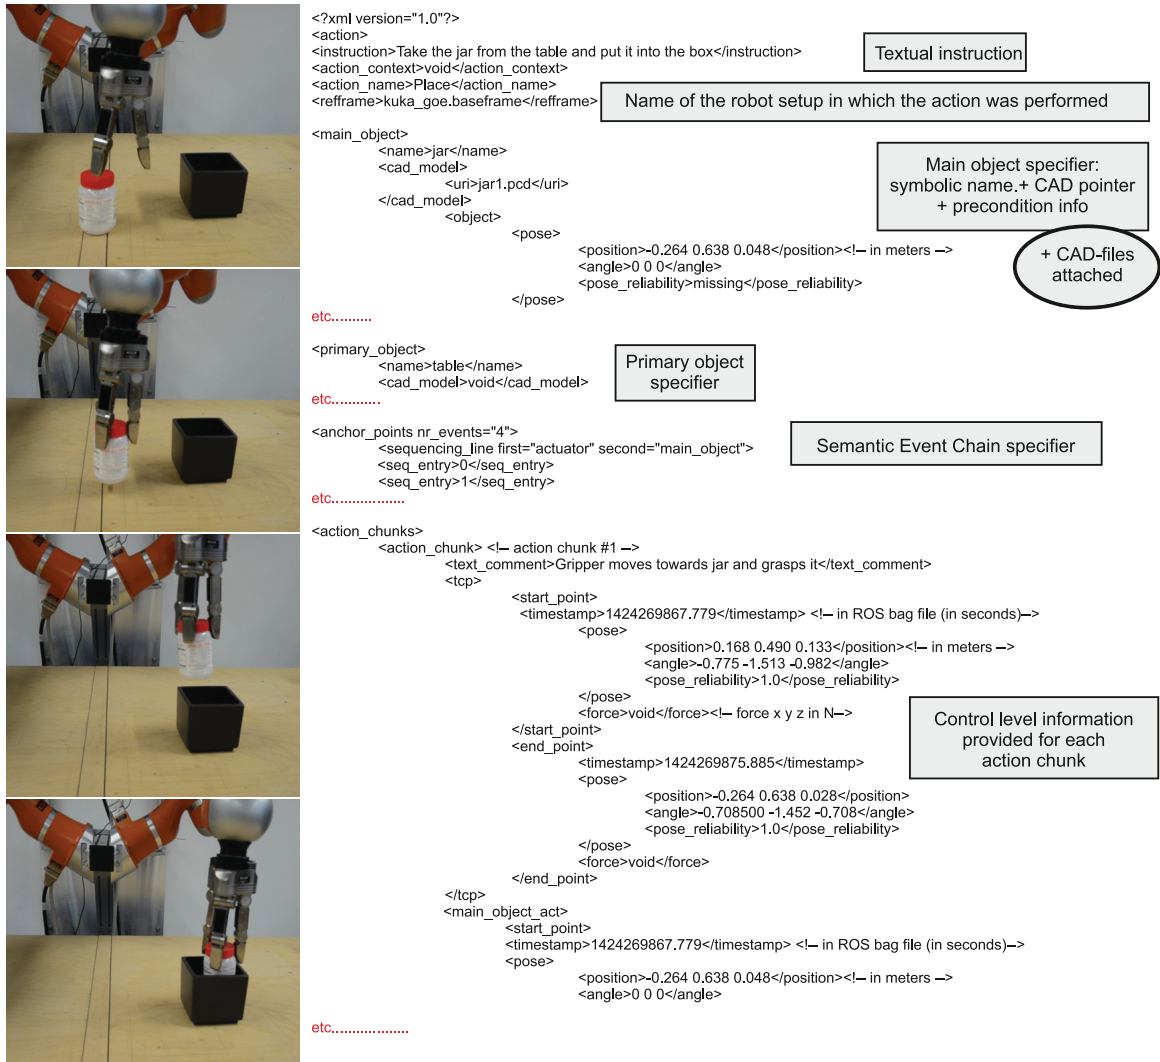 <?xml version="1.0"?>
<action>
<instruction>Take the jar from the table and put it into the box</instruction>
Textual instruction
<action_context>void</action_context>
<action_name>Place</action_name>
<refframe>kuka_goe.baseframe</refframe>
Name of the robot setup in which the action was performed
<main_object>
<name>jar</name>
<cad_model>
<uri>jar1.pcd</uri>
</cad_model>
Main object specifier:
symbolic name.+ CAD pointer
+ precondition info
<object>
<pose>
<position>-0.264 0.638 0.048</position><!– in meters –>
<angle>0 0 0</angle>
<pose_reliability>missing</pose_reliability>
</pose>
+ CAD-files
attached
etc..........
<primary_object>
<name>table</name>
<cad_model>void</cad_model>
Primary object
specifier
etc............
<anchor_points nr_events="4">
<sequencing_line first="actuator" second="main_object">
<seq_entry>0</seq_entry>
<seq_entry>1</seq_entry>
Semantic Event Chain specifier
etc..................
<action_chunks>
<action_chunk> <!– action chunk #1 –>
<text_comment>Gripper moves towards jar and grasps it</text_comment>
<tcp>
<start_point>
<timestamp>1424269867.779</timestamp> <!– in ROS bag file (in seconds)–>
<pose>
<position>0.168 0.490 0.133</position><!– in meters –>
<angle>-0.775 -1.513 -0.982</angle>
<pose_reliability>1.0</pose_reliability>
</pose>
<force>void</force><!– force x y z in N–>
</start_point>
<end_point>
Control level information
provided for each
action chunk
<timestamp>1424269875.885</timestamp>
<pose>
<position>-0.264 0.638 0.028</position>
<angle>-0.708500 -1.452 -0.708</angle>
<pose_reliability>1.0</pose_reliability>
</pose>
<force>void</force>
</end_point>
</tcp>
<main_object_act>
<start_point>
<timestamp>1424269867.779</timestamp> <!– in ROS bag file (in seconds)–>
<pose>
<position>-0.264 0.638 0.048</position><!– in meters –>
<angle>0 0 0</angle>
etc...................